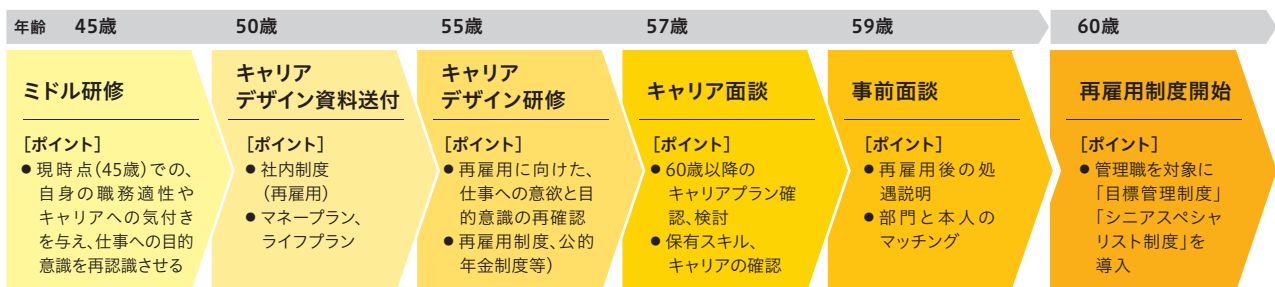 年齢 45歳 50歳 55歳 57歳 59歳 60歳
ミドル研修
[ポイント]
● 現時点(45歳)での、
自身の職務適性や
キャリアへの気付き
を与え、仕事への目的
意識を再認識させる
キャリア
デザイン資料送付
[ポイント]
● 社内制度
(再雇用)
● マネープラン、
ライフプラン
キャリア
デザイン研修
[ポイント]
● 再雇用に向けた、
仕事への意欲と目
的意識の再確認
● 再雇用制度、公的
年金制度等)
キャリア面談
[ポイント]
● 60歳以降の
キャリアプラン確
認、検討
● 保有スキル、
キャリアの確認
事前面談
[ポイント]
● 再雇用後の処
遇説明
● 部門と本人の
マッチング
再雇用制度開始
[ポイント]
● 管理職を対象に
「目標管理制度」
「シニアスペシャ
リスト制度」を
導入